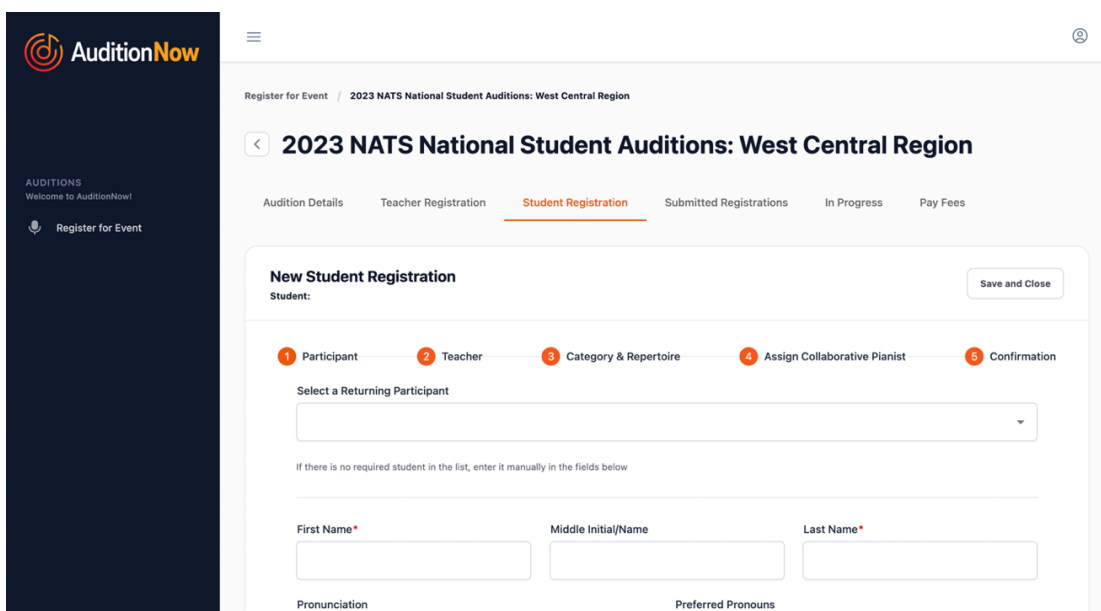 AuditionNow
Register for Event / 2023 NATS National Student Auditions: West Central Region
2023 NATS National Student Auditions: West Central Region
AUDITIONS
Welcome to AuditionNow!
Register for Event
Audition Details Teacher Registration Student Registration Submitted Registrations In Progress Pay Fees
New Student Registration
Student:
Save and Close
1 Participant 2 Teacher 3 Category & Repertoire 4 Assign Collaborative Pianist 5 Confirmation
Select a Returning Participant
If there is no required student in the list, enter it manually in the fields below
First Name* Middle Initial/Name Last Name*
Pronunciation Preferred Pronouns